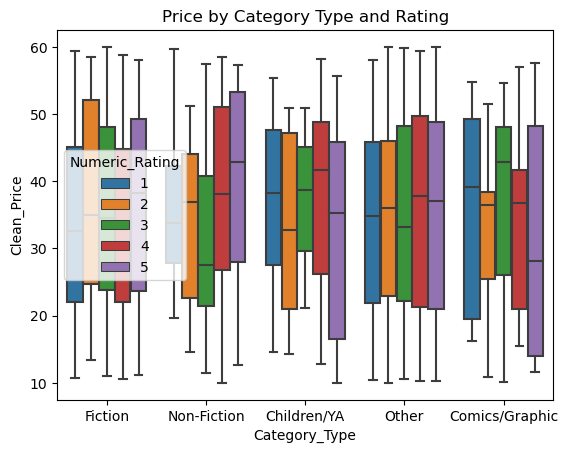 Price by Category Type and Rating
Clean_Price
60
50
40
30
20
10
Numeric_Rating
1
2
3
4
5
Fiction Non-Fiction Children/YA Other Comics/Graphic
Category_Type